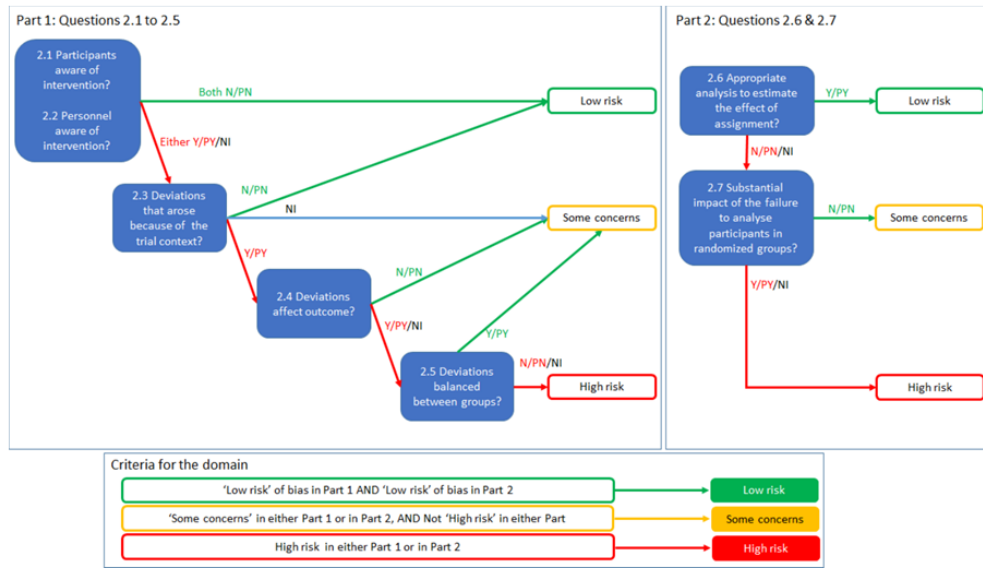 Part 1: Questions 2.1 to 2.5
2.1 Participants
aware of
intervention?
2.2 Personnel
aware of
intervention?
Both N/PN
Low risk
Either Y/PY/NI
2.3 Deviations
that arose
because of the
trial context?
N/PN
NI
Some concerns
Y/PY
2.4 Deviations
affect outcome?
N/PN
Y/PY/NI
Y/PY
2.5 Deviations
balanced
between groups?
N/PN/NI
High risk
Part 2: Questions 2.6 & 2.7
2.6 Appropriate
analysis to estimate
the effect of
assignment?
Y/PY
Low risk
N/PN/NI
2.7 Substantial
impact of the failure
to analyse
participants in
randomized groups?
N/PN
Some concerns
Y/PY/NI
High risk
Criteria for the domain
‘Low risk’ of bias in Part 1 AND ‘Low risk’ of bias in Part 2
Low risk
‘Some concerns’ in either Part 1 or in Part 2, AND Not ‘High risk’ in either Part
Some concerns
High risk in either Part 1 or in Part 2
High risk